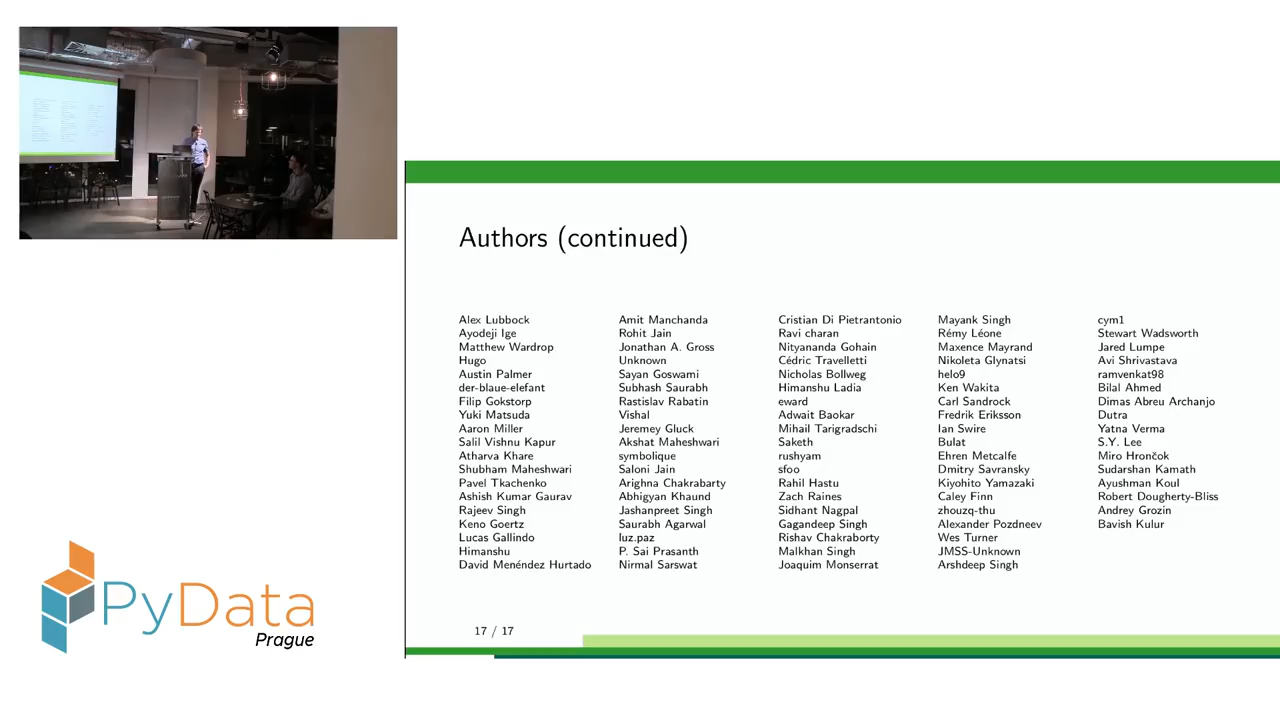 Authors (continued)
Alex Lubbock
Ayodeji Ige
Matthew Wardrop
Hugo
Austin Palmer
der-blaue-elefant
Filip Gokstorp
Yuki Matsuda
Aaron Miller
Salil Vishnu Kapur
Atharva Khare
Shubham Maheshwari
Pavel Tkachenko
Ashish Kumar Gaurav
Rajeev Singh
Keno Goertz
Lucas Gallindo
Himanshu
David Menéndez Hurtado
Amit Manchanda
Rohit Jain
Jonathan A. Gross
Unknown
Sayan Goswami
Subhash Saurabh
Rastislav Rabatin
Vishal
Jeremey Gluck
Akshat Maheshwari
symbolique
Saloni Jain
Arighna Chakrabarty
Abhigyan Khaund
Jashanpreet Singh
Saurabh Agarwal
luz.paz
P. Sai Prasanth
Nirmal Sarswat
Cristian Di Pietrantonio
Ravi charan
Nityananda Gohain
Cédric Travelletti
Nicholas Bollweg
Himanshu Ladia
eward
Adwait Baokar
Mihail Tarigradschi
Saketh
rushyam
sfoo
Rahil Hastu
Zach Raines
Sidhant Nagpal
Gagandeep Singh
Rishav Chakraborty
Malkhan Singh
Joaquim Monserrat
Mayank Singh
Rémy Léone
Maxence Mayrand
Nikoleta Glynatsi
helo9
Ken Wakita
Carl Sandrock
Fredrik Eriksson
Ian Swire
Bulat
Ehren Metcalfe
Dmitry Savransky
Kiyohito Yamazaki
Caley Finn
zhouzq-thu
Alexander Pozdneev
Wes Turner
JMSS-Unknown
Arshdeep Singh
cym1
Stewart Wadsworth
Jared Lumpe
Avi Shrivastava
ramvenkat98
Bilal Ahmed
Dimas Abreu Archanjo
Dutra
Yatna Verma
S.Y. Lee
Miro Hrončok
Sudarshan Kamath
Ayushman Koul
Robert Dougherty-Bliss
Andrey Grozin
Bavish Kulur
17 / 17
PyData
Prague